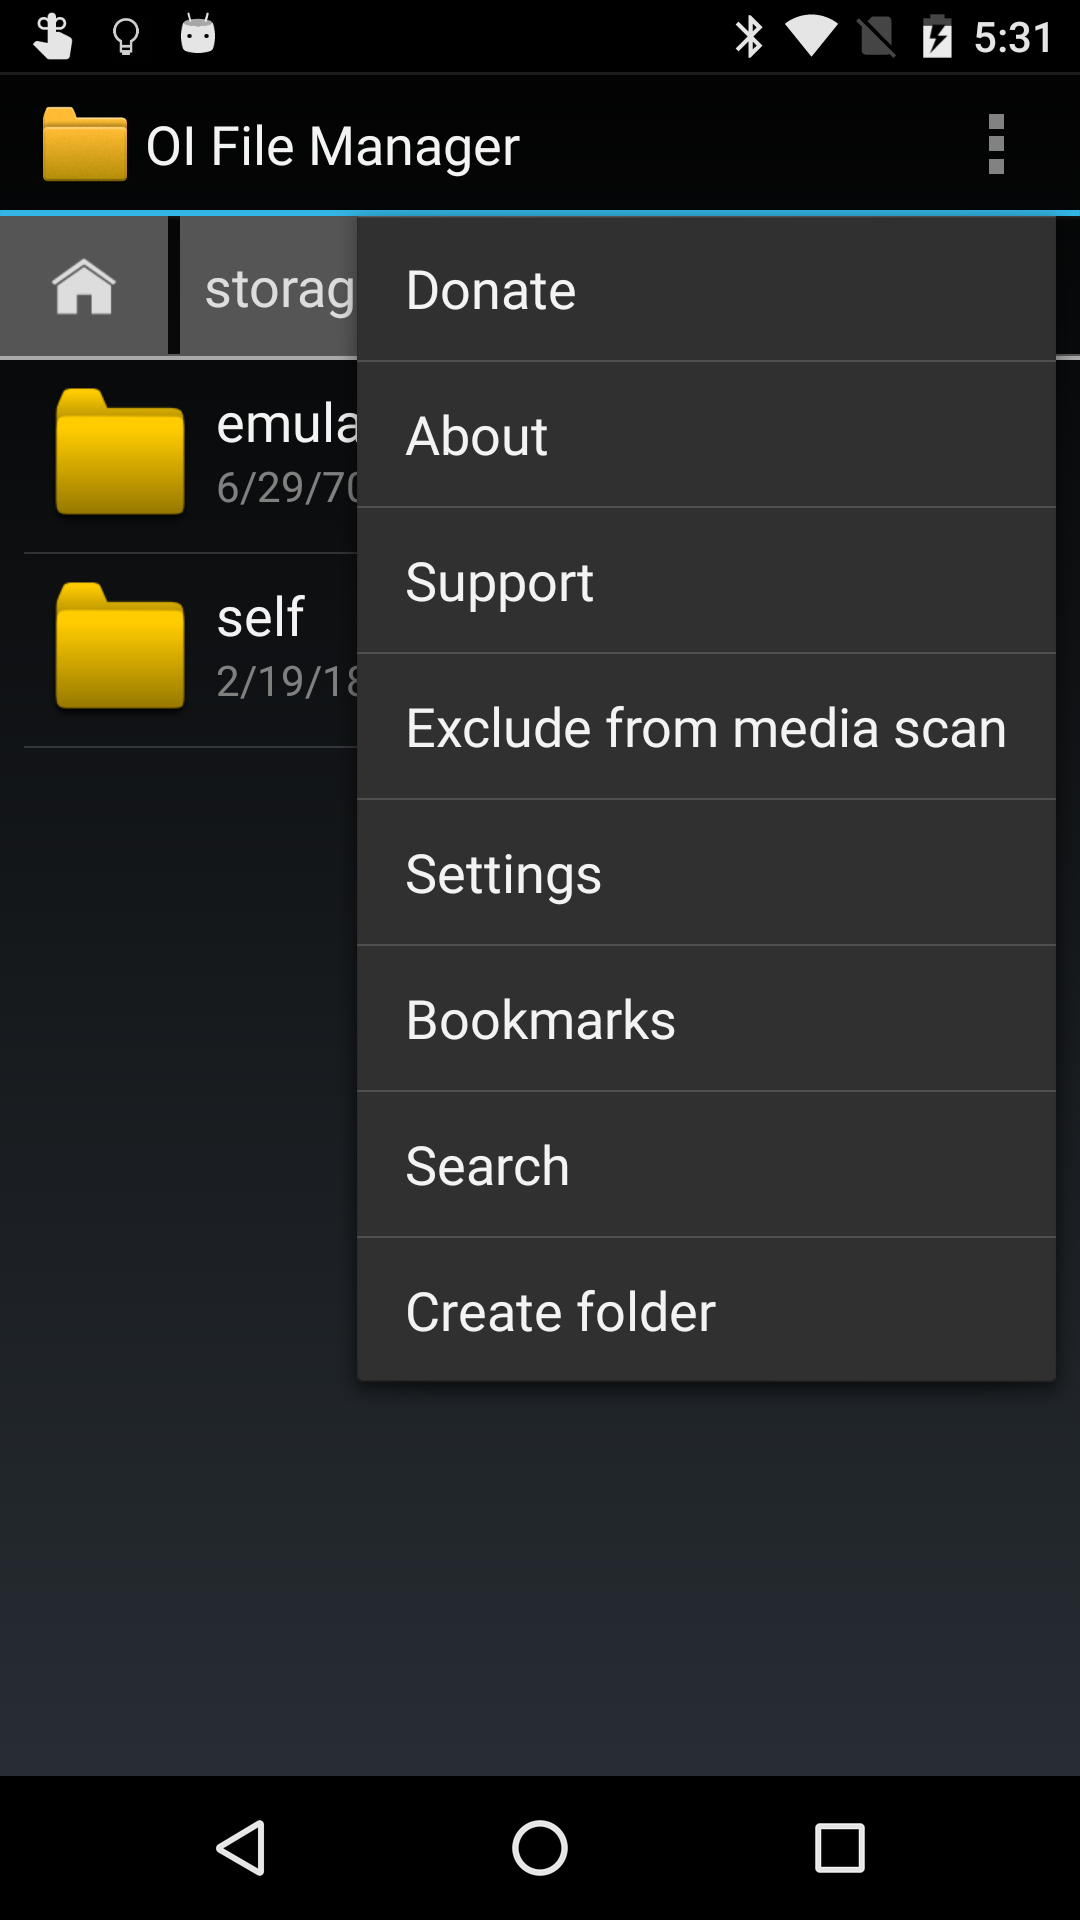 5:31
OI File Manager
storag
Donate
emula
6/29/70
About
Support
self
2/19/18
Exclude from media scan
Settings
Bookmarks
Search
Create folder